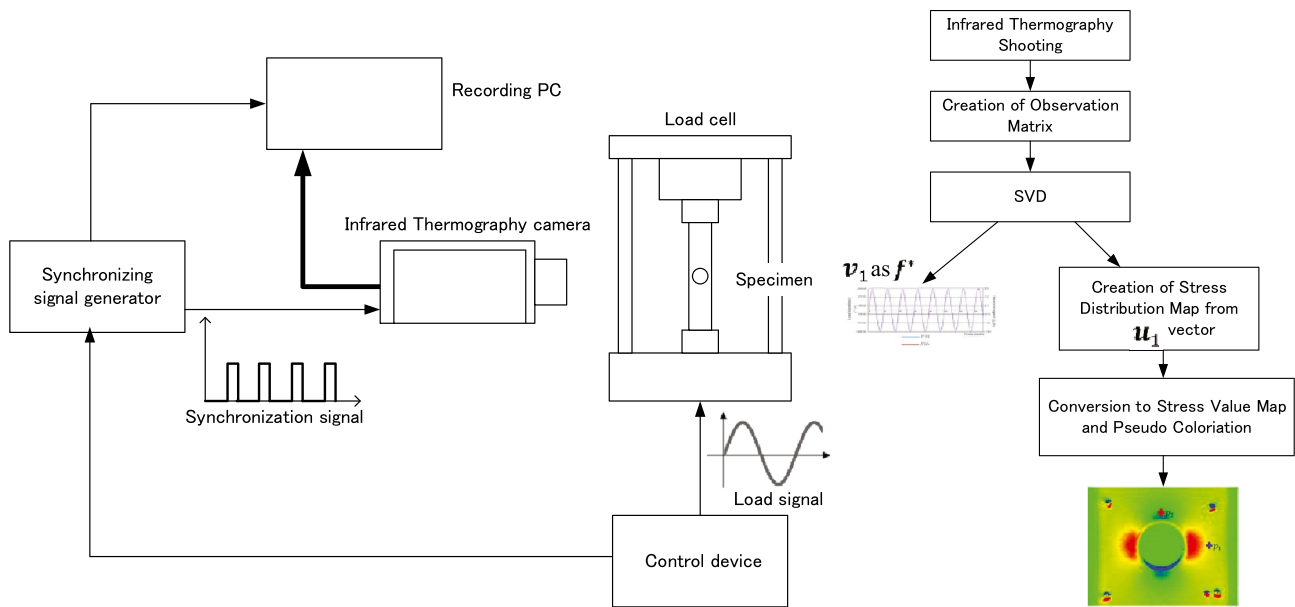 Recording PC
Load cell
Infrared Thermography camera
Synchronizing
signal generator
Specimen
Synchronization signal
Load signal
Control device
Infrared Thermography
Shooting
Creation of Observation
Matrix
SVD
v₁ as f*
Creation of Stress
Distribution Map from
u₁ vector
Conversion to Stress Value Map
and Pseudo Coloriation
p₂
p₁